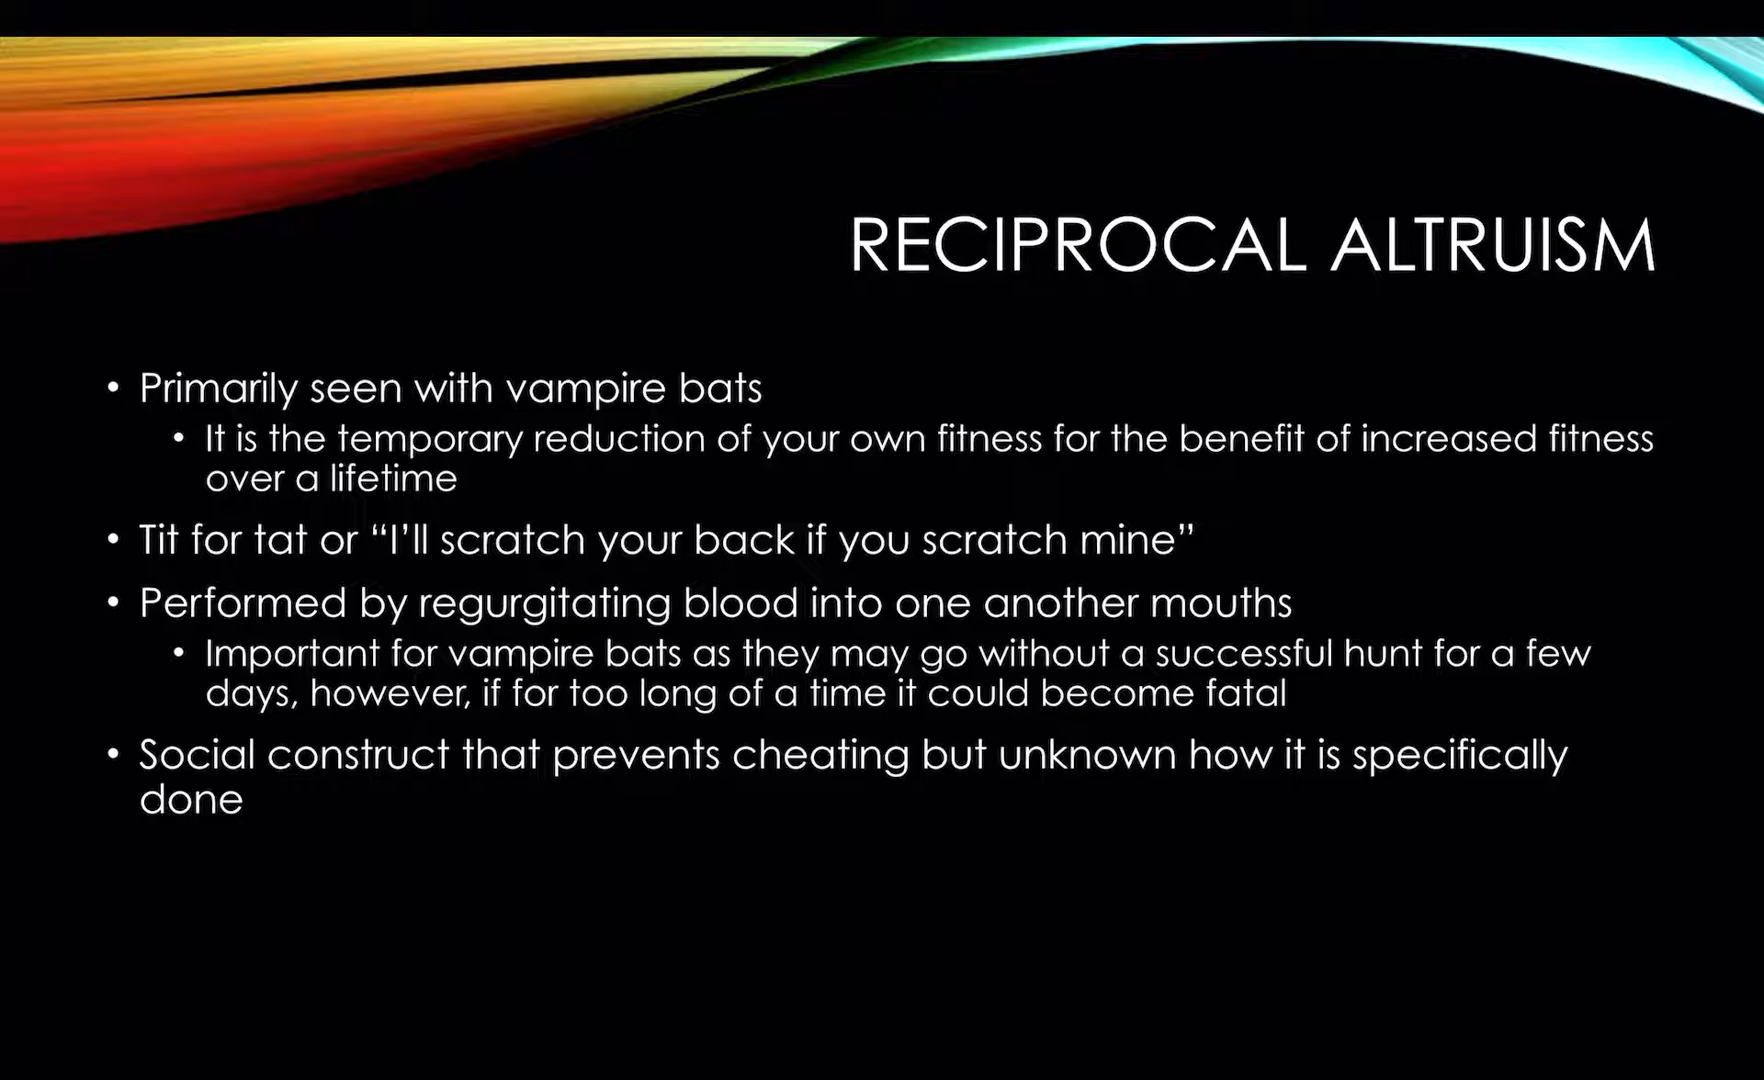 RECIPROCAL ALTRUISM
• Primarily seen with vampire bats
• It is the temporary reduction of your own fitness for the benefit of increased fitness
over a lifetime
• Tit for tat or “I’ll scratch your back if you scratch mine”
• Performed by regurgitating blood into one another mouths
• Important for vampire bats as they may go without a successful hunt for a few
days, however, if for too long of a time it could become fatal
• Social construct that prevents cheating but unknown how it is specifically
done